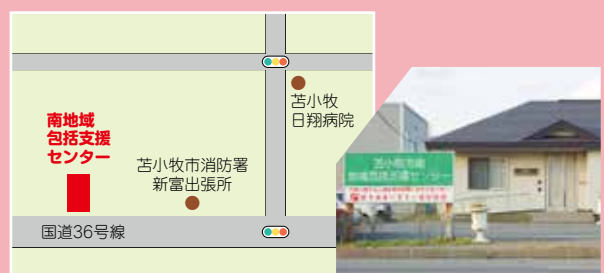 南地域
包括支援
センター
苫小牧
日翔病院
苫小牧市消防署
新富出張所
国道36号線
苫小牧市南
地域包括支援センター